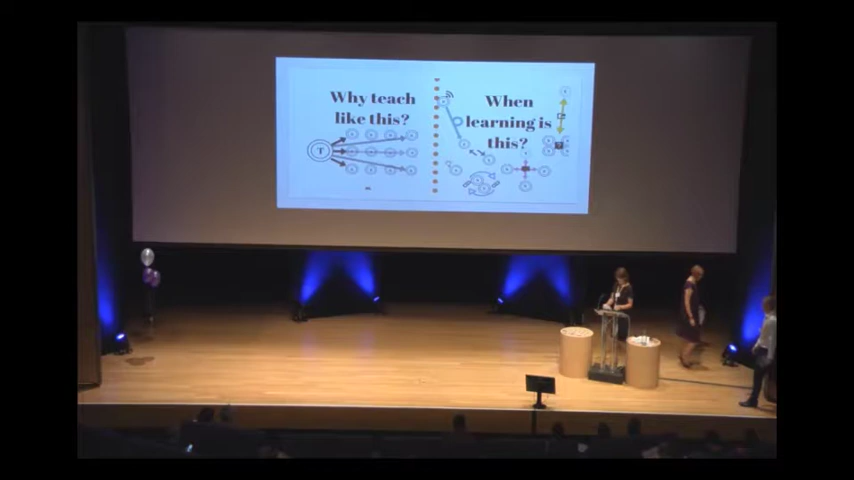 Why teach
like this?
T
When
learning is
this?